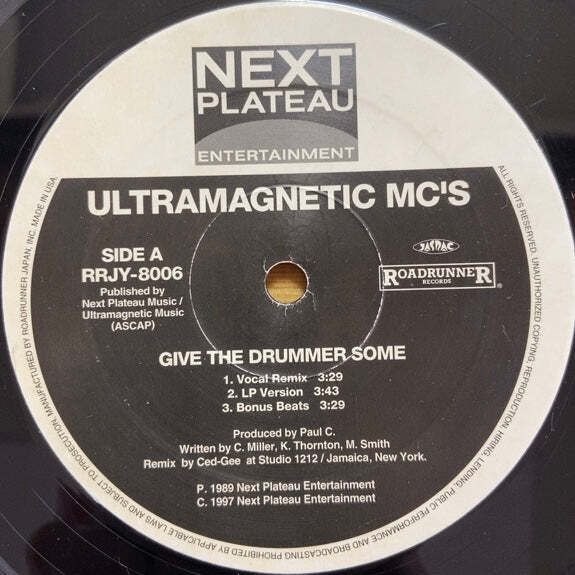 NEXT
PLATEAU
ENTERTAINMENT
ULTRAMAGNETIC MC'S
SIDE A
RRJY-8006
Published by
Next Plateau Music /
Ultramagnetic Music
(ASCAP)
JASRAC
ROADRUNNER
RECORDS
®
GIVE THE DRUMMER SOME
1. Vocal Remix 3:29
2. LP Version 3:43
3. Bonus Beats 3:29
Produced by Paul C.
Written by C. Miller, K. Thornton, M. Smith
Remix by Ced-Gee at Studio 1212 / Jamaica, New York.
P. 1989 Next Plateau Entertainment
C. 1997 Next Plateau Entertainment
ALL RIGHTS RESERVED. UNAUTHORIZED COPYING, REPRODUCTION, HIRING, LENDING, PUBLIC PERFORMANCE AND BROADCASTING PROHIBITED BY APPLICABLE LAWS AND SUBJECT TO PROSECUTION. MANUFACTURED BY ROADRUNNER JAPAN, INC. MADE IN USA.